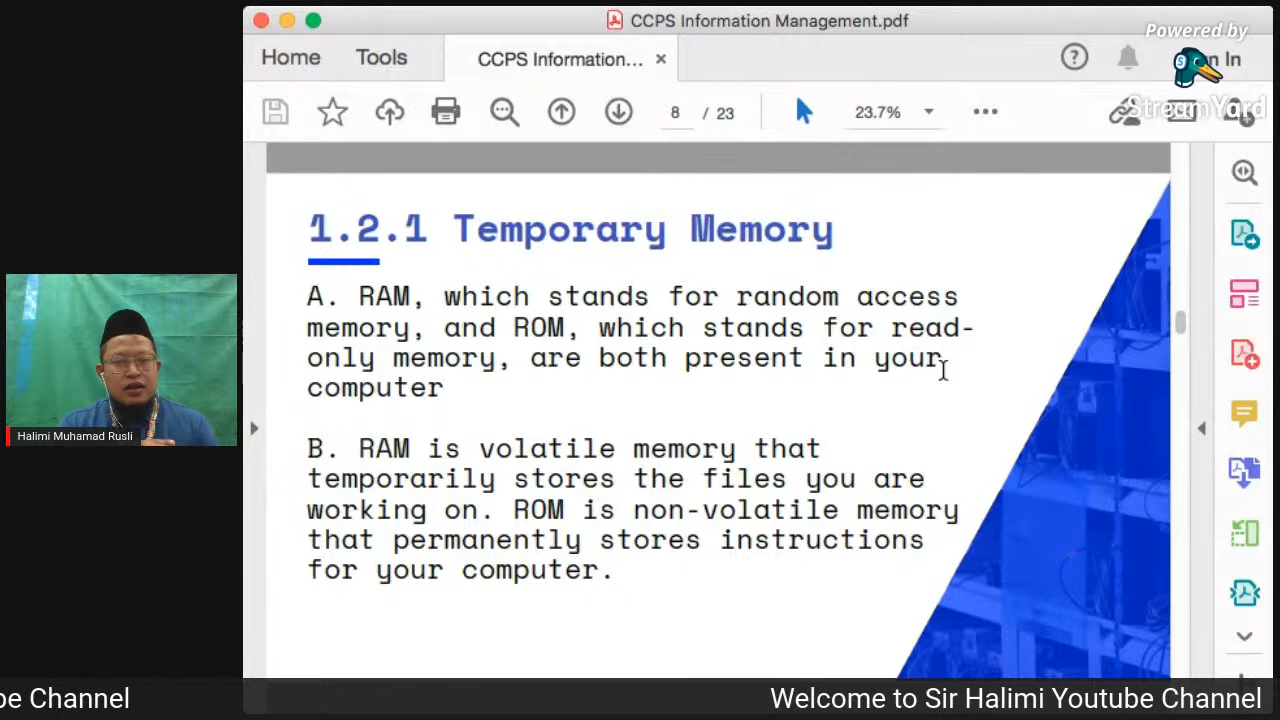 CCPS Information Management.pdf
Powered by
Home
Tools
CCPS Information...
In
StreamYard
8 / 23
23.7%
1.2.1 Temporary Memory
A. RAM, which stands for random access
memory, and ROM, which stands for read-
only memory, are both present in your
computer
B. RAM is volatile memory that
temporarily stores the files you are
working on. ROM is non-volatile memory
that permanently stores instructions
for your computer.
Halimi Muhamad Rusli
be Channel
Welcome to Sir Halimi Youtube Channel